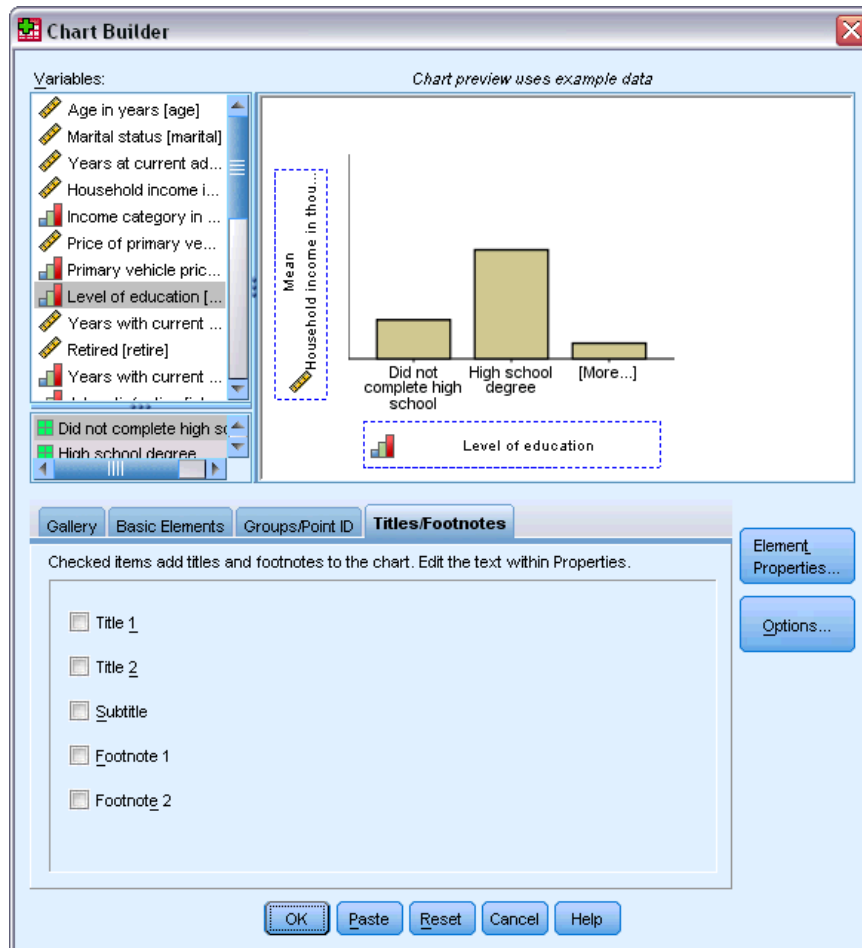 Chart Builder
Variables:
Chart preview uses example data
Age in years [age]
Marital status [marital]
Years at current ad...
Household income i...
Income category in ...
Price of primary ve...
Primary vehicle pric...
Level of education [...
Years with current ...
Retired [retire]
Years with current ...
Did not complete high sc
High school degree
Mean
Household income in thou...
Did not
complete high
school
High school
degree
[More...]
Level of education
Gallery
Basic Elements
Groups/Point ID
Titles/Footnotes
Checked items add titles and footnotes to the chart. Edit the text within Properties.
Title 1
Title 2
Subtitle
Footnote 1
Footnote 2
Element
Properties...
Options...
OK
Paste
Reset
Cancel
Help